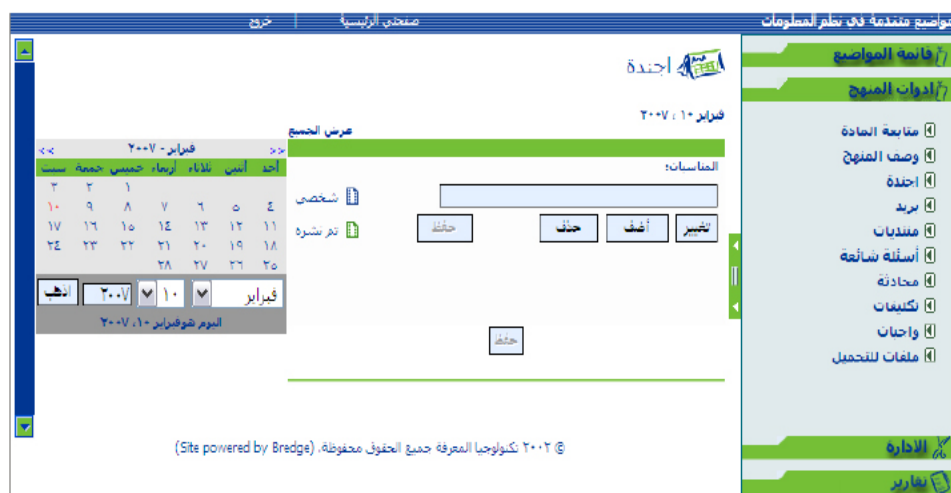 مواضيع متقدمة في نظم المعلومات
صفحتي الرئيسية | خروج
قائمة المواضيع
ادوات المنهج
متابعة المادة
وصف المنهج
اجندة
بريد
منتديات
أسئلة شائعة
محادثة
تكليفات
واجبات
ملفات للتحميل
الادارة
تقارير
اجندة
فبراير ١٠ ، ٢٠٠٧
عرض الجميع
المناسبات:
شخصي
تغيير أضف حذف حفظ
تم نشره
حفظ
<< فبراير - ٢٠٠٧ >>
أحد أثنين ثلاثاء أربعاء خميس جمعة سبت
١ ٢ ٣
٤ ٥ ٦ ٧ ٨ ٩ ١٠
١١ ١٢ ١٣ ١٤ ١٥ ١٦ ١٧
١٨ ١٩ ٢٠ ٢١ ٢٢ ٢٣ ٢٤
٢٥ ٢٦ ٢٧ ٢٨
فبراير ١٠ ٢٠٠٧ اذهب
اليوم هو فبراير ١٠، ٢٠٠٧
@ ٢٠٠٢ تكنولوجيا المعرفة جميع الحقوق محفوظة. (Site powered by Bredge)